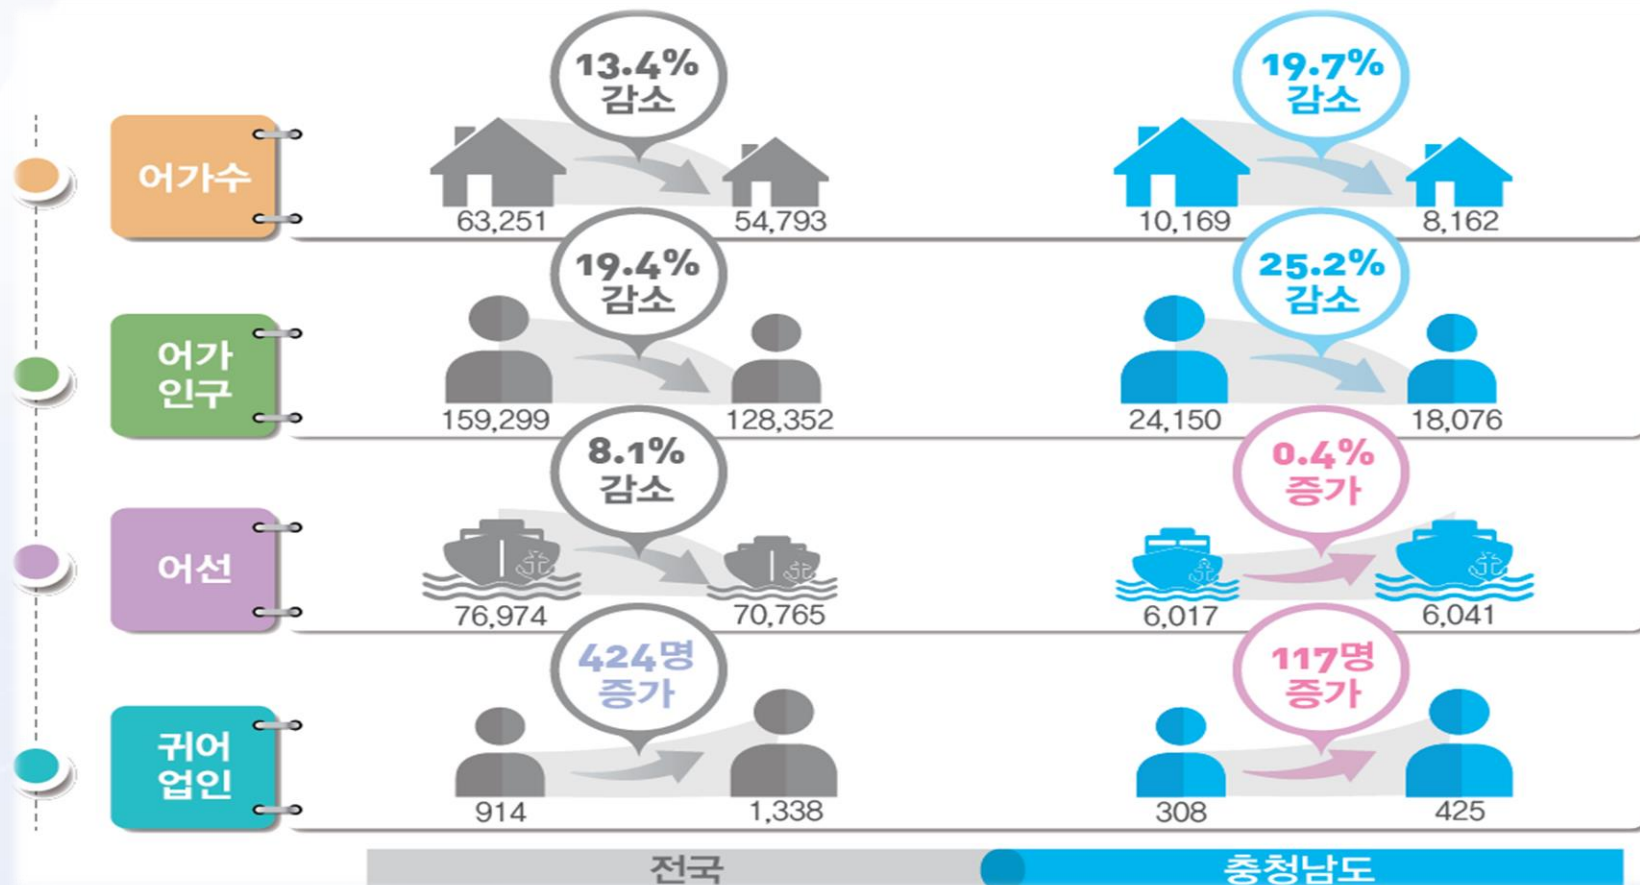 13.4%
감소
19.7%
감소
어가수
63,251
54,793
10,169
8,162
19.4%
감소
25.2%
감소
어가
인구
159,299
128,352
24,150
18,076
8.1%
감소
0.4%
증가
어선
76,974
70,765
6,017
6,041
424명
증가
117명
증가
귀어
업인
914
1,338
308
425
전국
충청남도